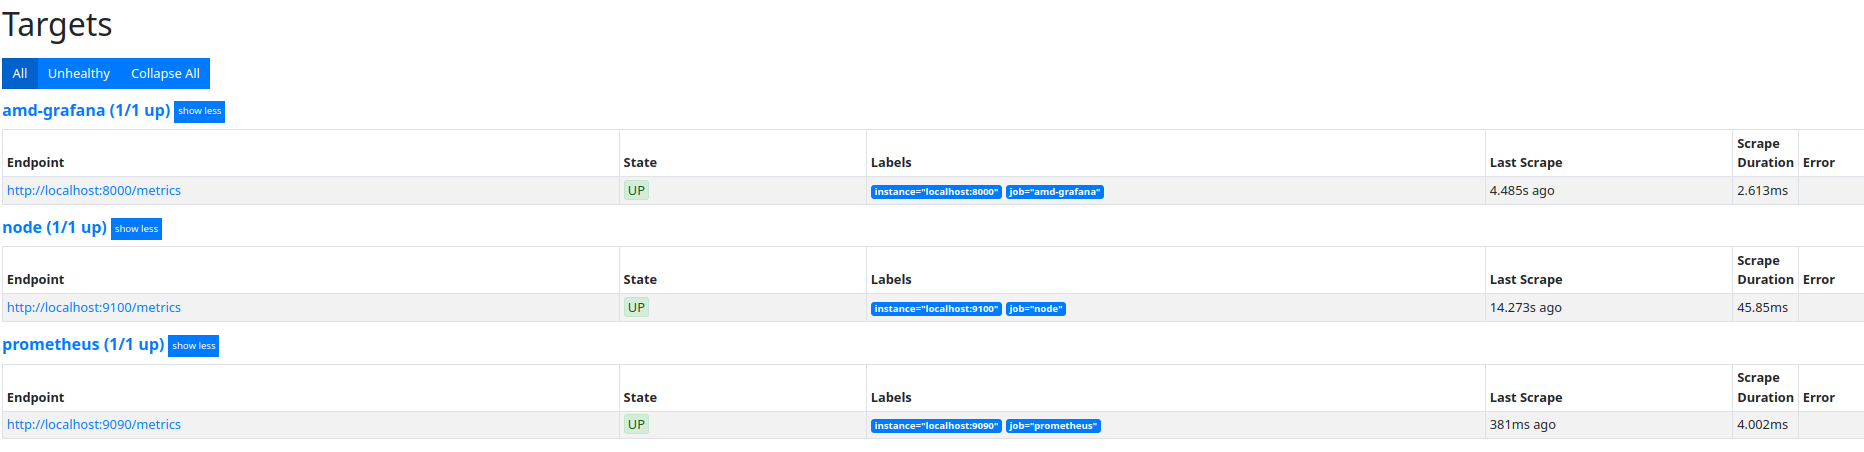 Targets
All Unhealthy Collapse All
amd-grafana (1/1 up) show less
Endpoint State Labels Last Scrape Scrape Duration Error
http://localhost:8000/metrics UP instance="localhost:8000" job="amd-grafana" 4.485s ago 2.613ms
node (1/1 up) show less
Endpoint State Labels Last Scrape Scrape Duration Error
http://localhost:9100/metrics UP instance="localhost:9100" job="node" 14.273s ago 45.85ms
prometheus (1/1 up) show less
Endpoint State Labels Last Scrape Scrape Duration Error
http://localhost:9090/metrics UP instance="localhost:9090" job="prometheus" 381ms ago 4.002ms